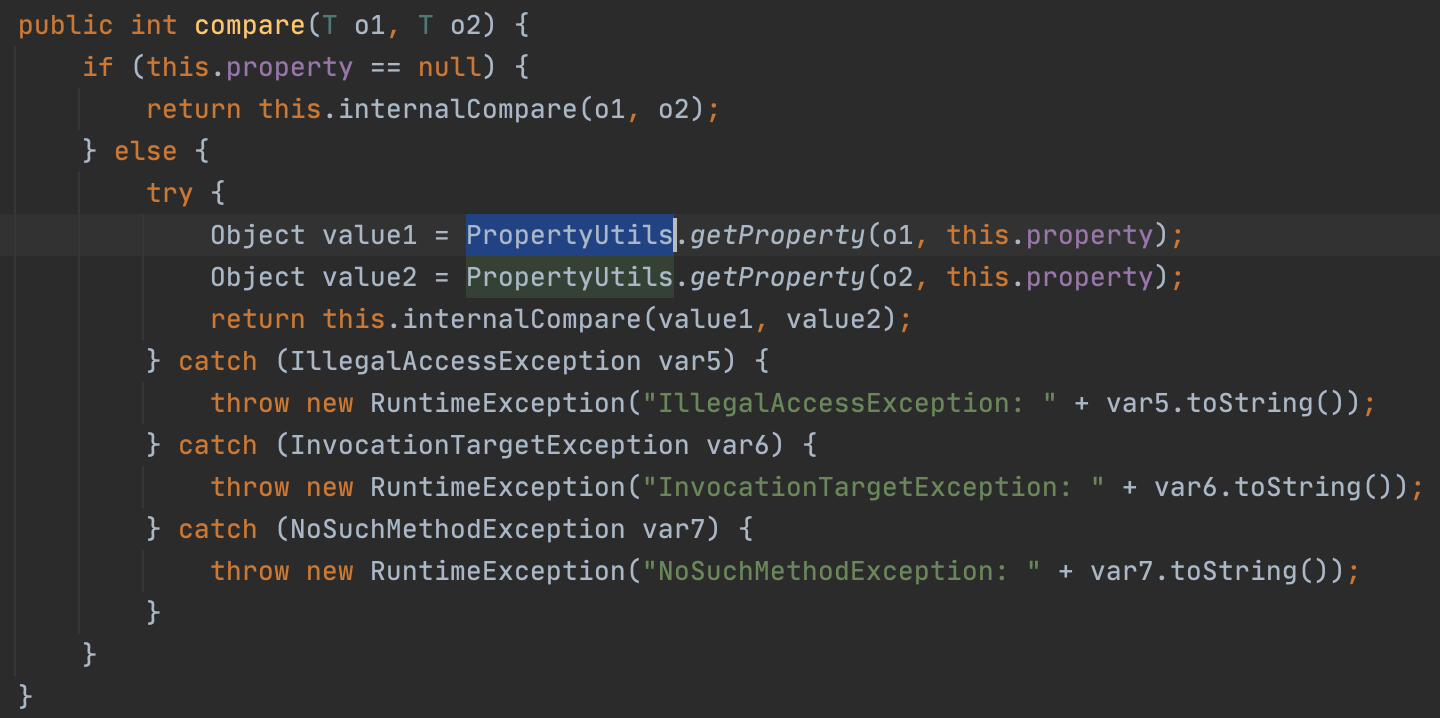 public int compare(T o1, T o2) {
if (this.property == null) {
return this.internalCompare(o1, o2);
} else {
try {
Object value1 = PropertyUtils.getProperty(o1, this.property);
Object value2 = PropertyUtils.getProperty(o2, this.property);
return this.internalCompare(value1, value2);
} catch (IllegalAccessException var5) {
throw new RuntimeException("IllegalAccessException: " + var5.toString());
} catch (InvocationTargetException var6) {
throw new RuntimeException("InvocationTargetException: " + var6.toString());
} catch (NoSuchMethodException var7) {
throw new RuntimeException("NoSuchMethodException: " + var7.toString());
}
}
}